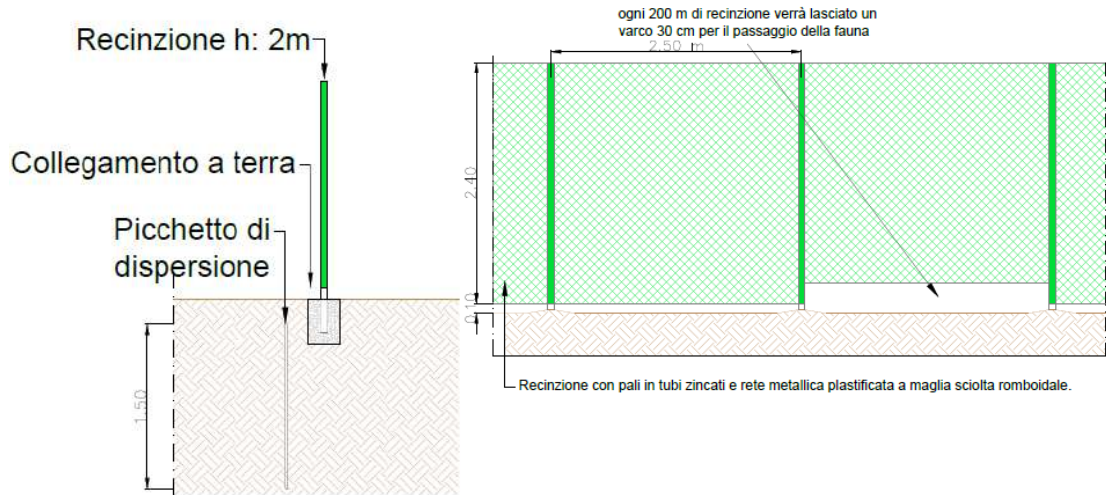 Recinzione h: 2m
Collegamento a terra
Picchetto di
dispersione
1.50
ogni 200 m di recinzione verrà lasciato un
varco 30 cm per il passaggio della fauna
2.50 m
2.40
0.10
Recinzione con pali in tubi zincati e rete metallica plastificata a maglia sciolta romboidale.